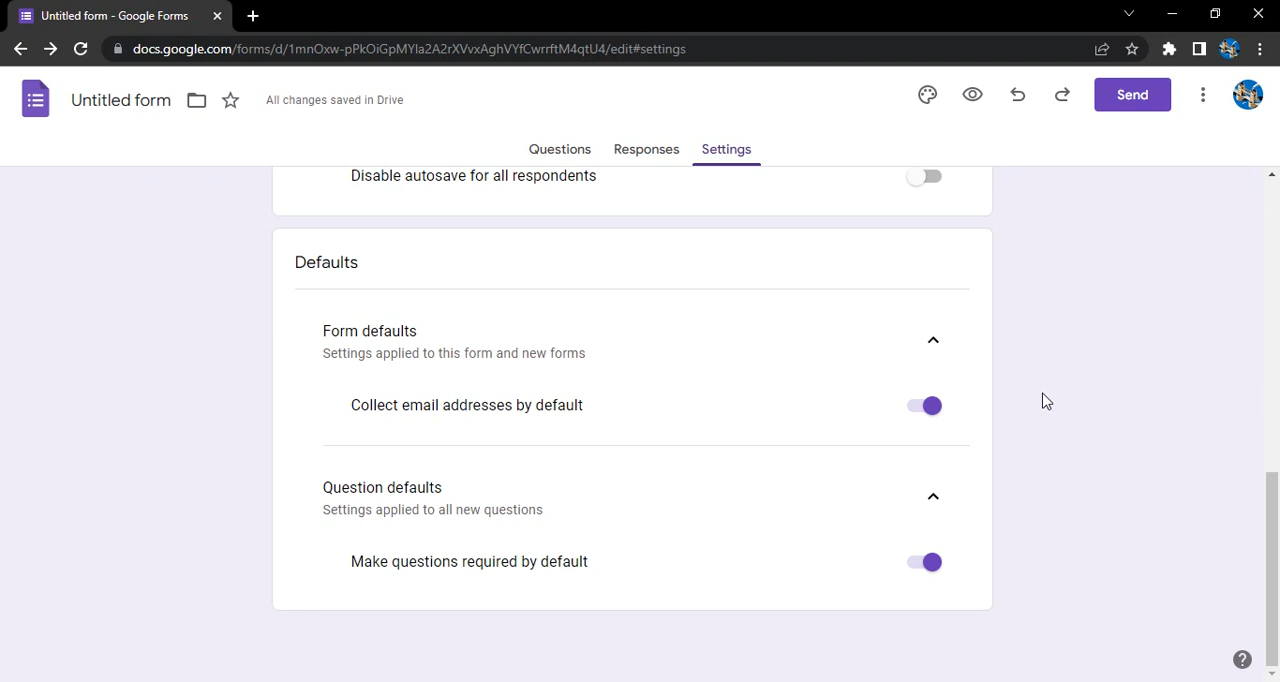 Untitled form - Google Forms
docs.google.com/forms/d/1mnOxw-pPkOiGpMYIa2A2rXVvxAghVYfCwrrftM4qtU4/edit#settings
Untitled form
All changes saved in Drive
Send
Questions Responses Settings
Disable autosave for all respondents
Defaults
Form defaults
Settings applied to this form and new forms
Collect email addresses by default
Question defaults
Settings applied to all new questions
Make questions required by default